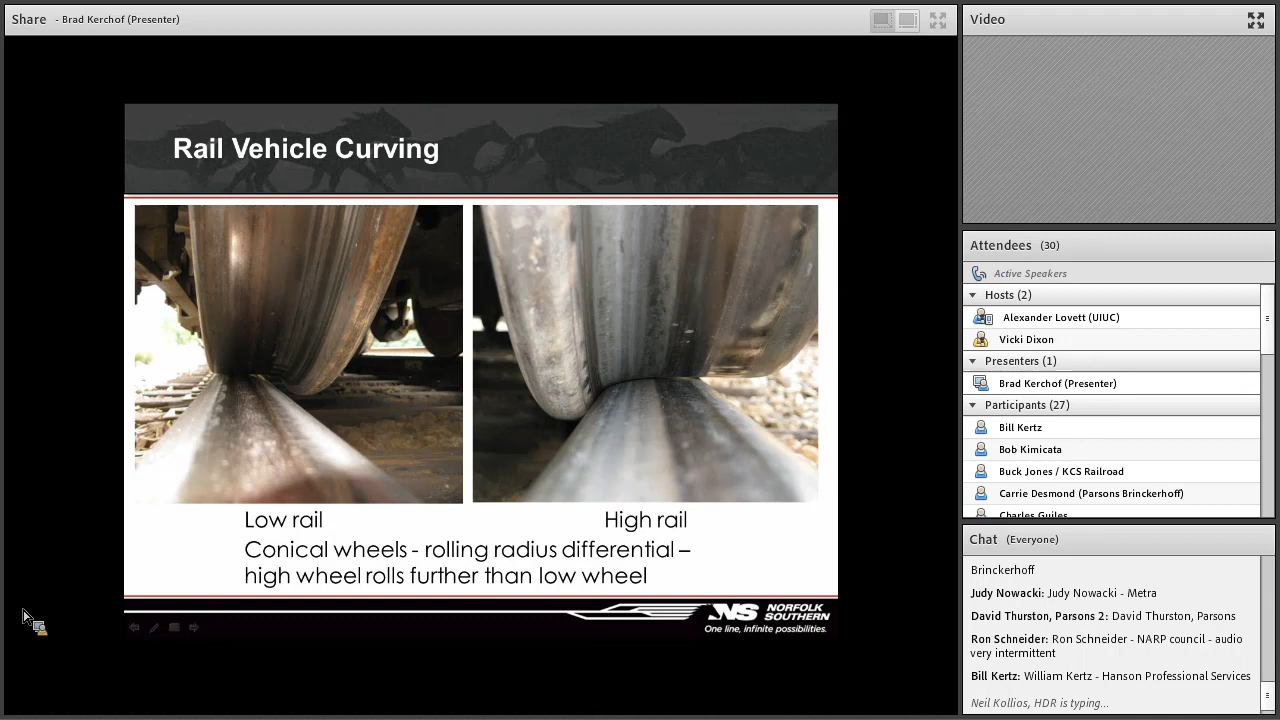 Share - Brad Kerchof (Presenter)
Rail Vehicle Curving
Low rail
High rail
Conical wheels - rolling radius differential –
high wheel rolls further than low wheel
NS NORFOLK
SOUTHERN
One line, infinite possibilities.
Video
Attendees (30)
Active Speakers
Hosts (2)
Alexander Lovett (UIUC)
Vicki Dixon
Presenters (1)
Brad Kerchof (Presenter)
Participants (27)
Bill Kertz
Bob Kimicata
Buck Jones / KCS Railroad
Carrie Desmond (Parsons Brinckerhoff)
Charles Guiles
Chat (Everyone)
Brinckerhoff
Judy Nowacki: Judy Nowacki - Metra
David Thurston, Parsons 2: David Thurston, Parsons
Ron Schneider: Ron Schneider - NARP council - audio
very intermittent
Bill Kertz: William Kertz - Hanson Professional Services
Neil Kollios, HDR is typing...